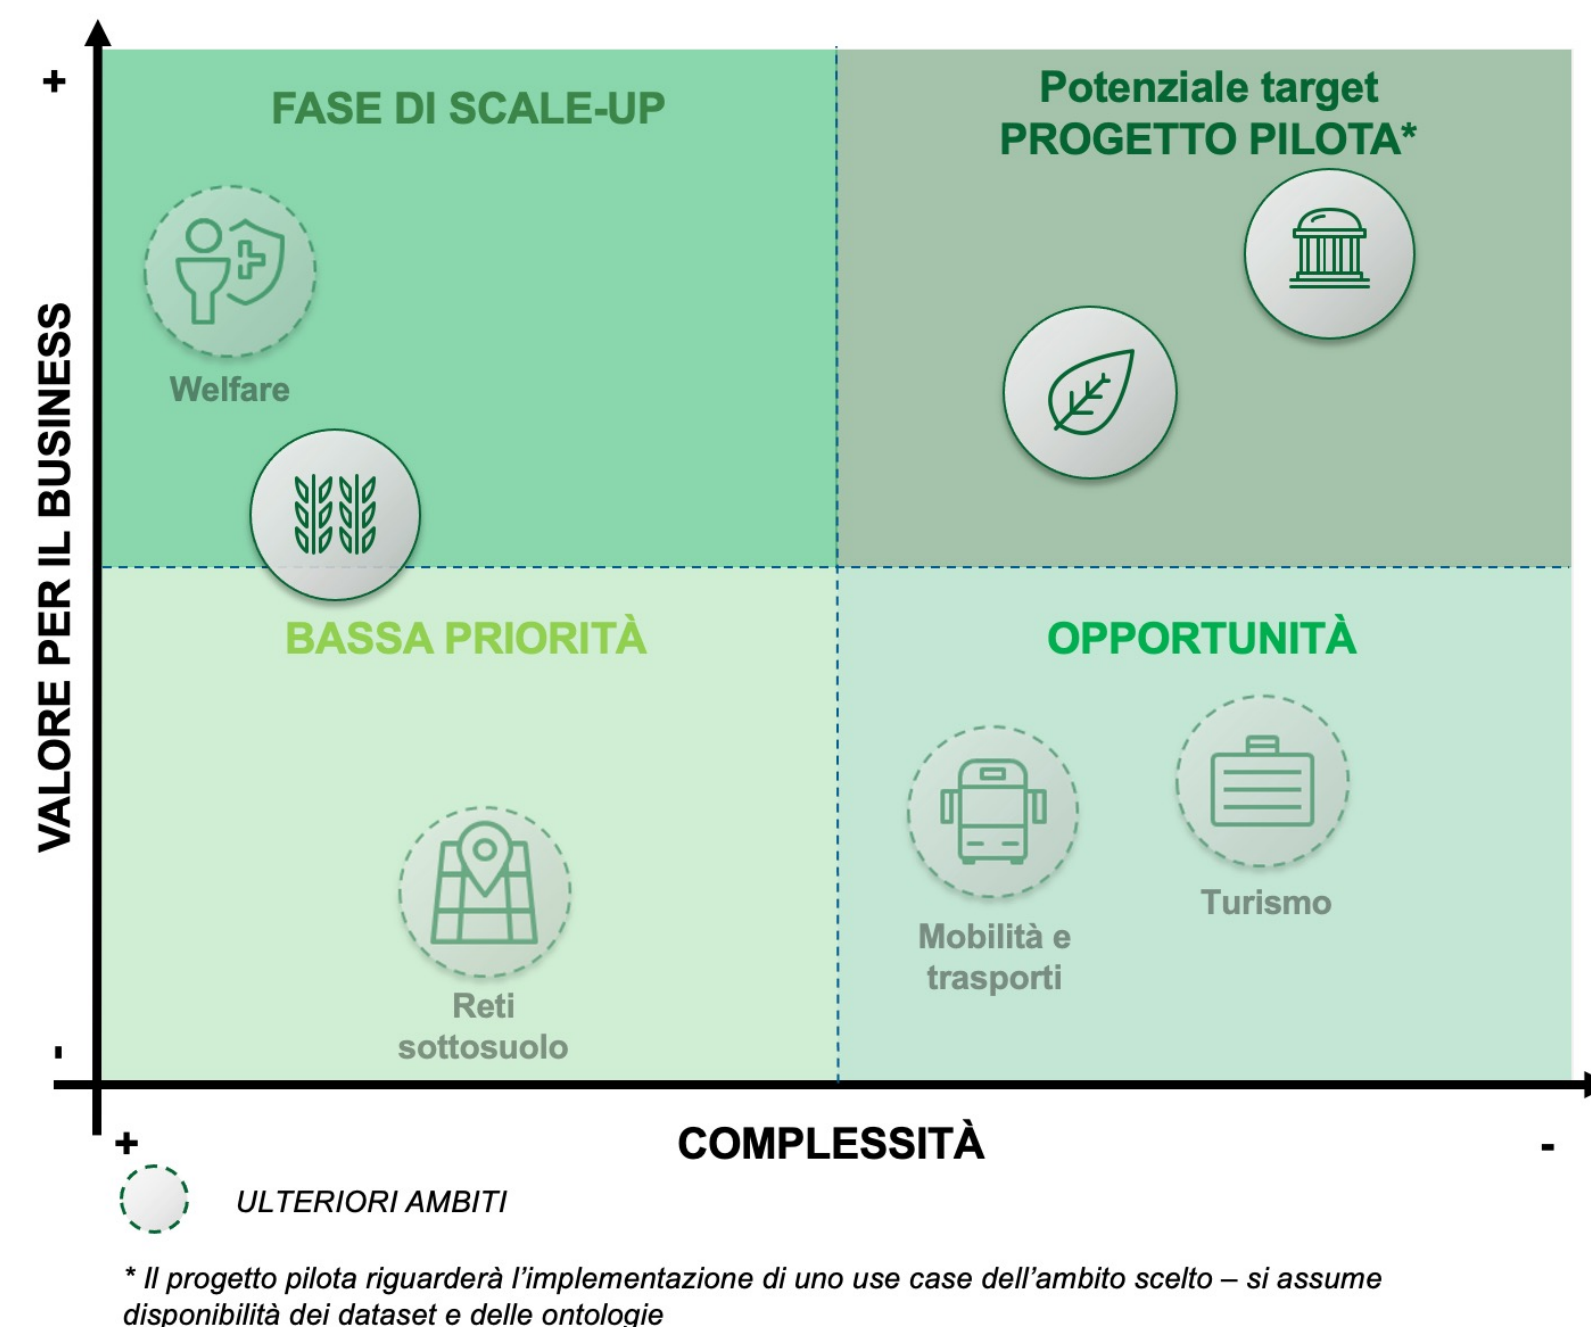 +
FASE DI SCALE-UP
Potenziale target
PROGETTO PILOTA*
Welfare
VALORE PER IL BUSINESS
BASSA PRIORITÀ
OPPORTUNITÀ
Turismo
Mobilità e
trasporti
Reti
sottosuolo
-
+
COMPLESSITÀ
-
ULTERIORI AMBITI
* Il progetto pilota riguarderà l’implementazione di uno use case dell’ambito scelto – si assume
disponibilità dei dataset e delle ontologie